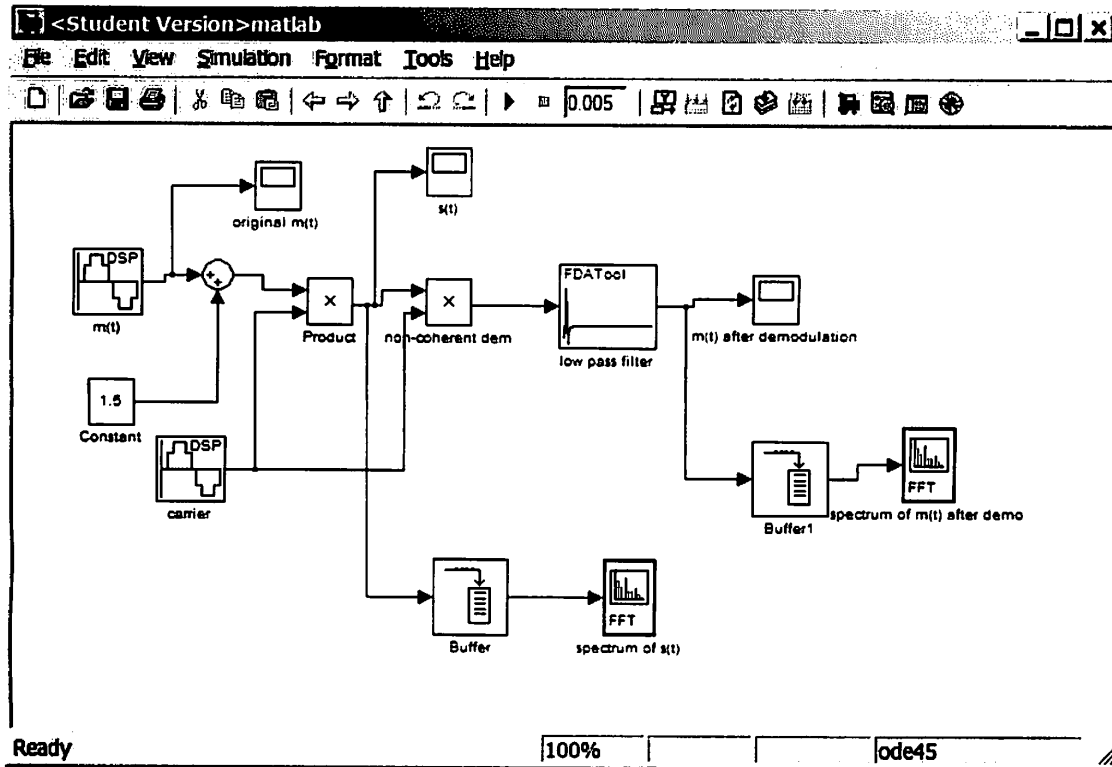 <Student Version>matlab
File Edit View Simulation Format Tools Help
0.005
original m(t)
s(t)
DSP
m(t)
Product
non-coherent dem
FDATool
low pass filter
m(t) after demodulation
1.5
Constant
DSP
carrier
Buffer1
FFT
spectrum of m(t) after demo
Buffer
FFT
spectrum of s(t)
Ready
100%
ode45